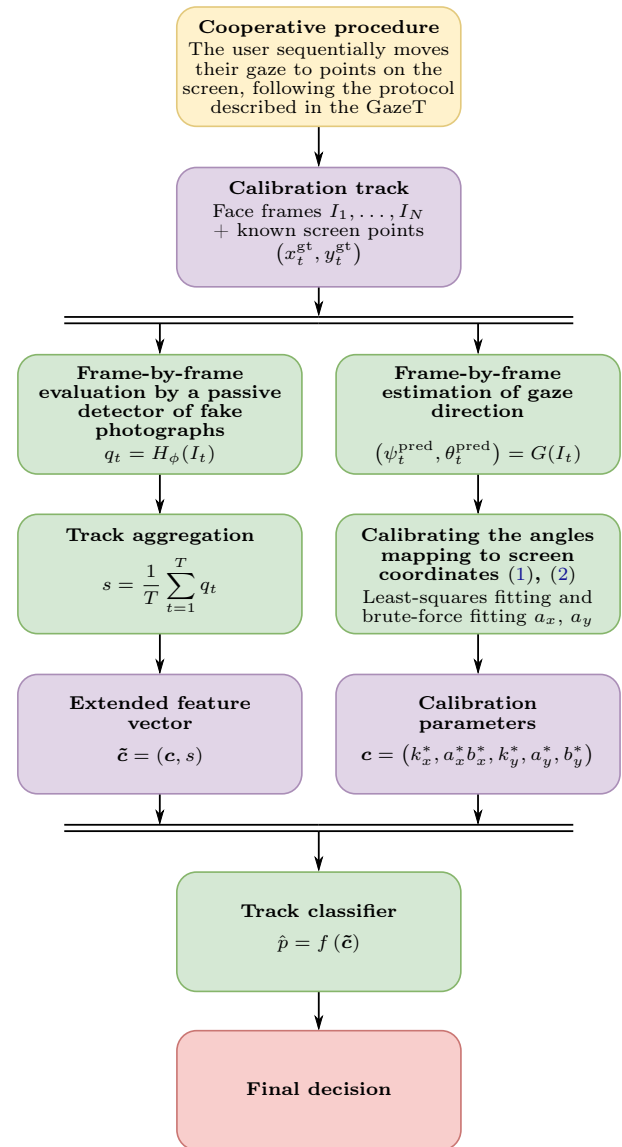 Cooperative procedure
The user sequentially moves
their gaze to points on the
screen, following the protocol
described in the GazeT
Calibration track
Face frames I_1, . . . , I_N
+ known screen points
(x_t^gt, y_t^gt)
Frame-by-frame
evaluation by a passive
detector of fake
photographs
q_t = H_ϕ(I_t)
Frame-by-frame
estimation of gaze
direction
(ψ_t^pred, θ_t^pred) = G(I_t)
Track aggregation
s = 1/T ∑_{t=1}^T q_t
Calibrating the angles
mapping to screen
coordinates (1), (2)
Least-squares fitting and
brute-force fitting a_x, a_y
Extended feature
vector
c̃ = (c, s)
Calibration
parameters
c = (k_x^*, a_x^* b_x^*, k_y^*, a_y^*, b_y^*)
Track classifier
p̂ = f (c̃)
Final decision